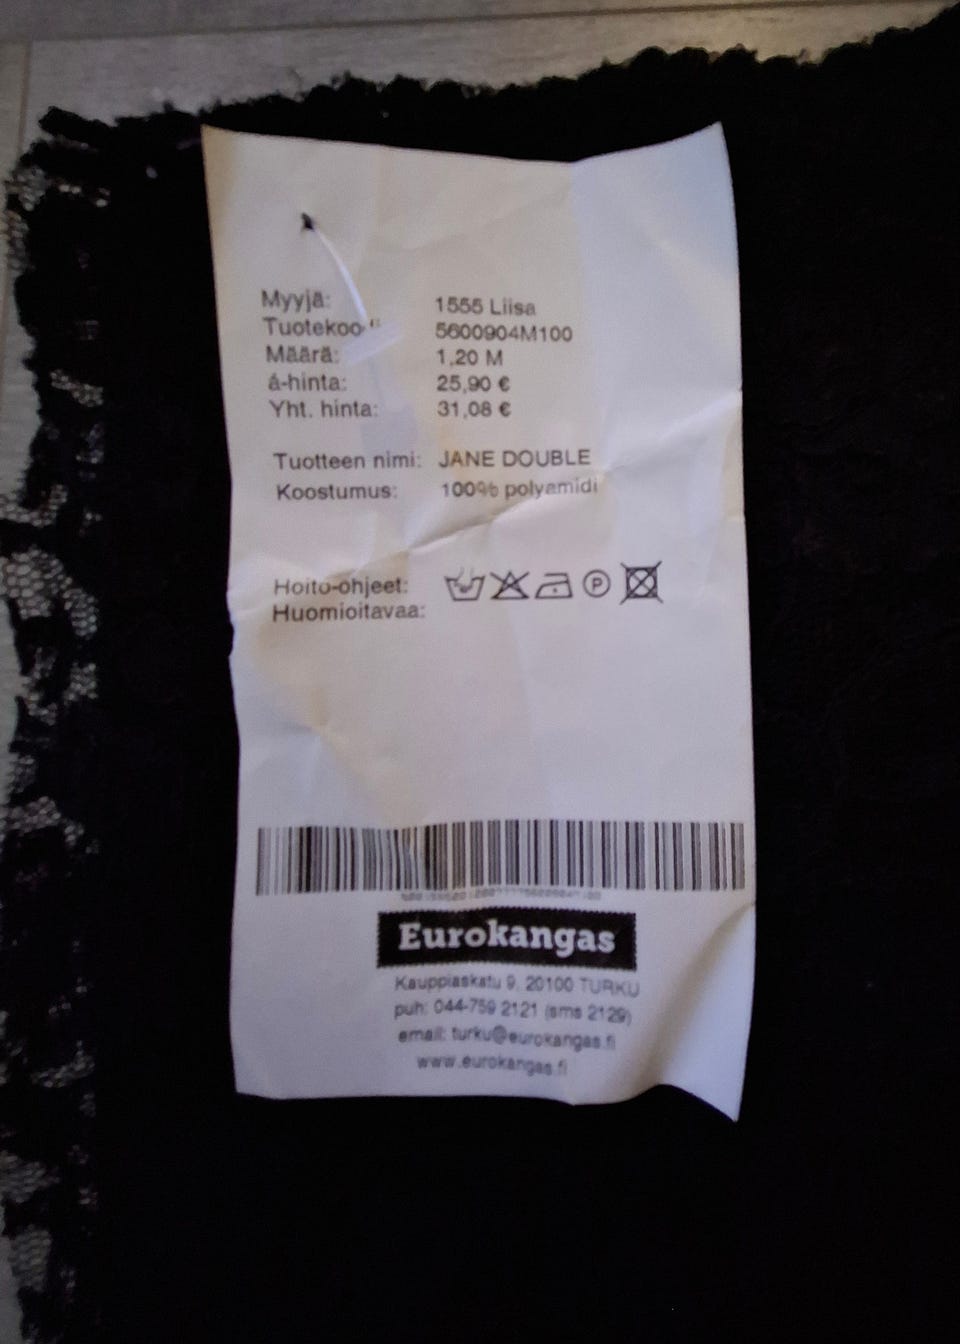 Myyjä: 1555 Liisa
Tuotekoodi 5600904M100
Määrä: 1,20 M
á-hinta: 25,90 €
Yht. hinta: 31,08 €
Tuotteen nimi: JANE DOUBLE
Koostumus: 100% polyamidi
Hoito-ohjeet: P
Huomioitavaa:
Eurokangas
Kauppiaskatu 9, 20100 TURKU
puh: 044-759 2121 (sms 2129)
email: turku@eurokangas.fi
www.eurokangas.fi